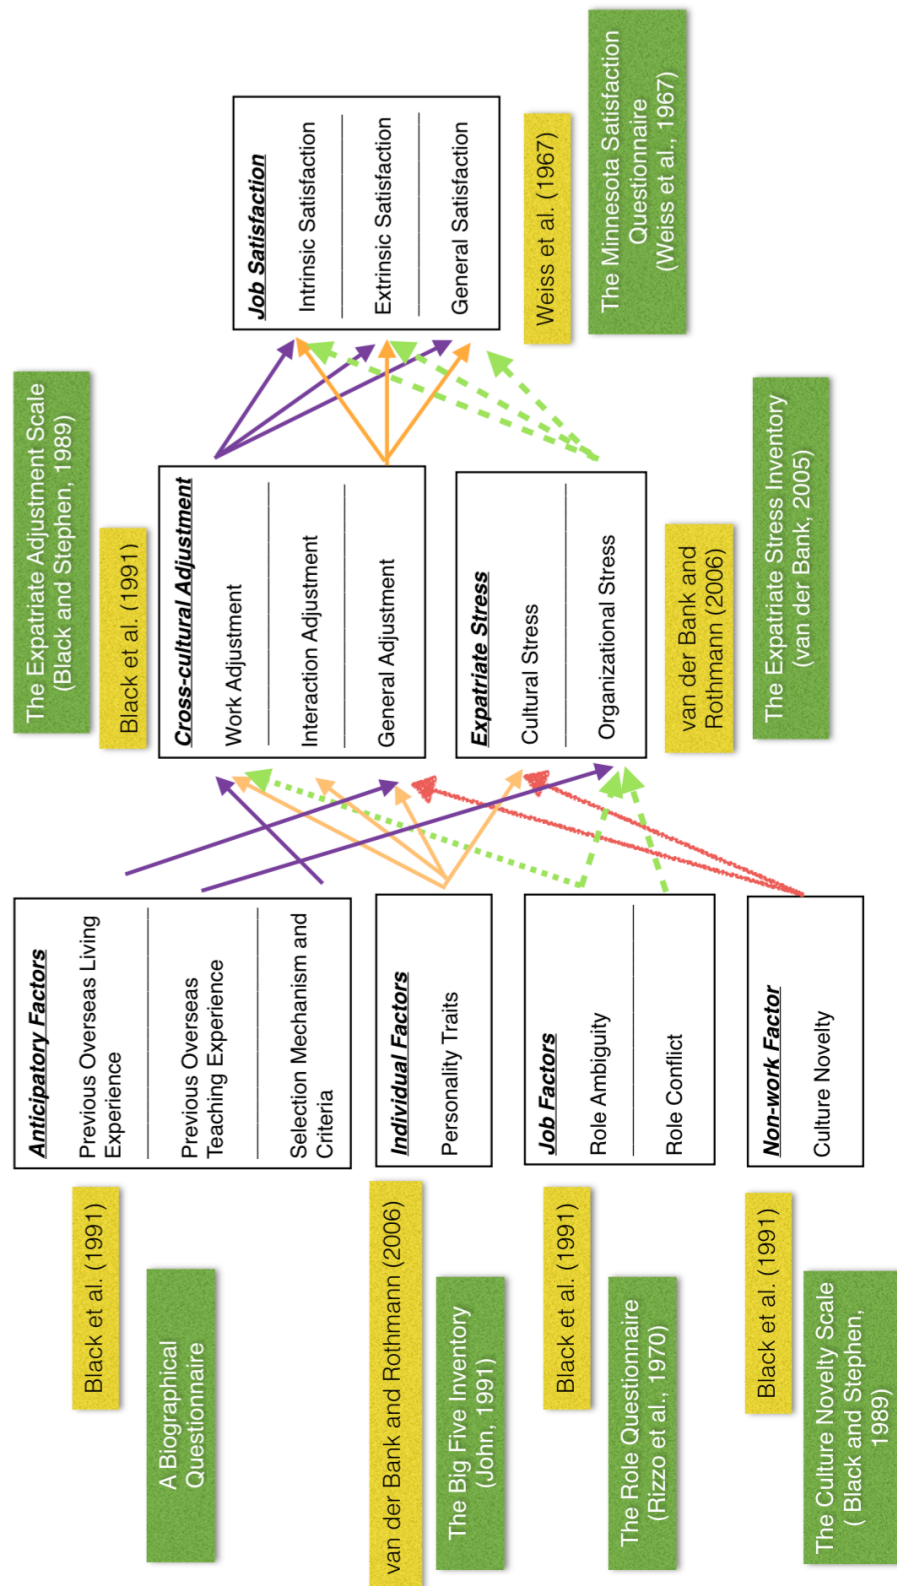 A Biographical
Questionnaire
Black et al. (1991)
Anticipatory Factors
Previous Overseas Living
Experience
Previous Overseas
Teaching Experience
Selection Mechanism and
Criteria
van der Bank and Rothmann (2006)
The Big Five Inventory
(John, 1991)
Individual Factors
Personality Traits
Black et al. (1991)
The Role Questionnaire
(Rizzo et al., 1970)
Job Factors
Role Ambiguity
Role Conflict
Black et al. (1991)
The Culture Novelty Scale
( Black and Stephen,
1989)
Non-work Factor
Culture Novelty
The Expatriate Adjustment Scale
(Black and Stephen, 1989)
Black et al. (1991)
Cross-cultural Adjustment
Work Adjustment
Interaction Adjustment
General Adjustment
Expatriate Stress
Cultural Stress
Organizational Stress
van der Bank and
Rothmann (2006)
The Expatriate Stress Inventory
(van der Bank, 2005)
Job Satisfaction
Intrinsic Satisfaction
Extrinsic Satisfaction
General Satisfaction
Weiss et al. (1967)
The Minnesota Satisfaction
Questionnaire
(Weiss et al., 1967)